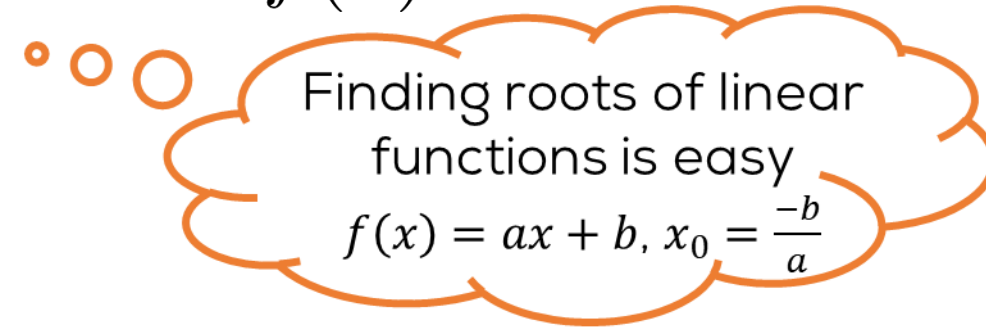 Finding roots of linear
functions is easy
f(x) = ax + b, x₀ = −b/a